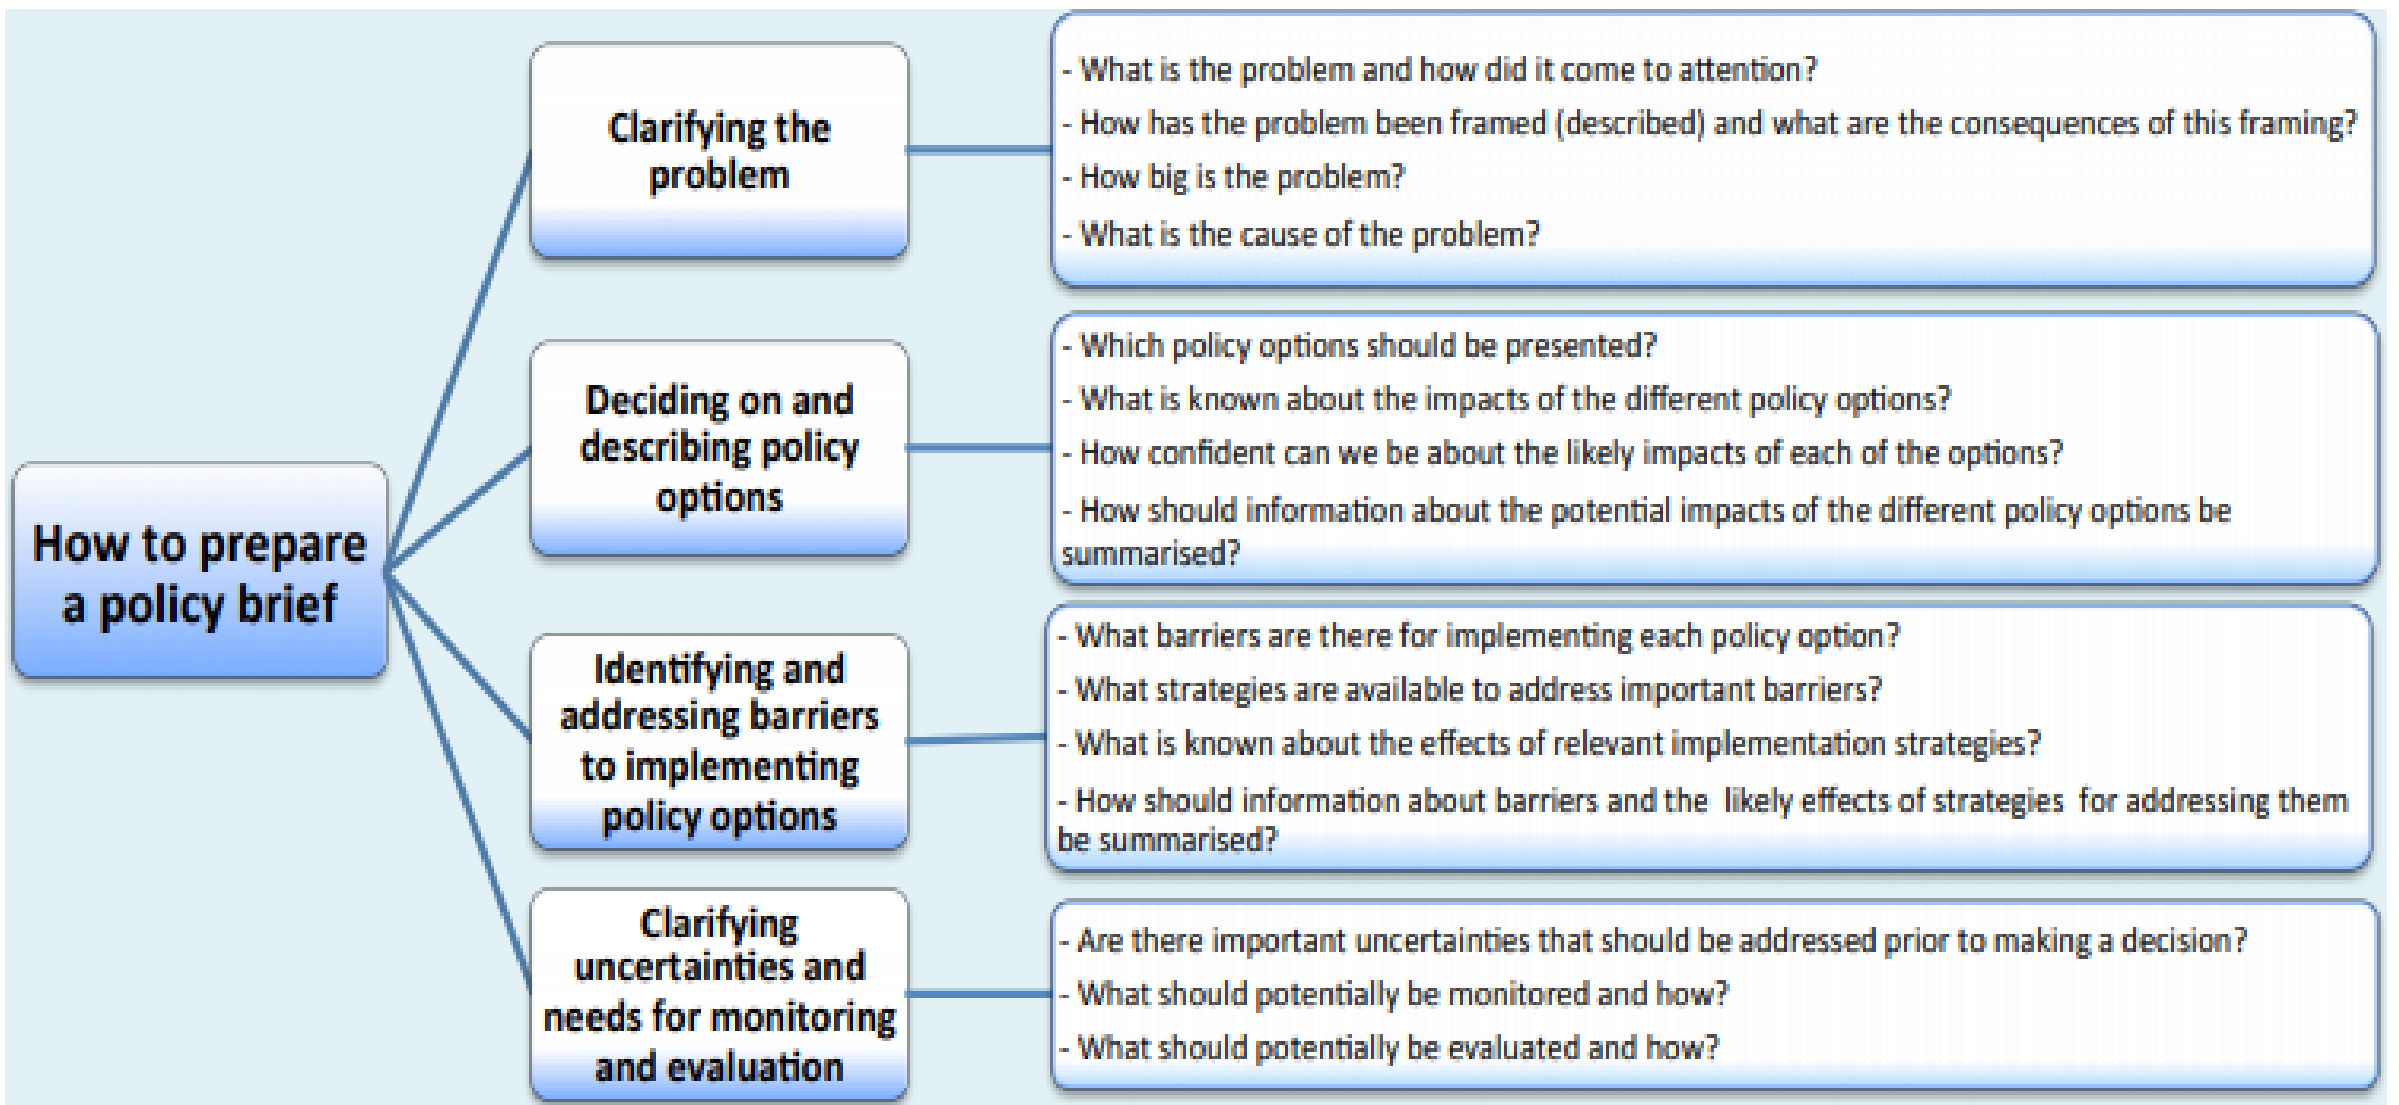 How to prepare
a policy brief
Clarifying the
problem
- What is the problem and how did it come to attention?
- How has the problem been framed (described) and what are the consequences of this framing?
- How big is the problem?
- What is the cause of the problem?
Deciding on and
describing policy
options
- Which policy options should be presented?
- What is known about the impacts of the different policy options?
- How confident can we be about the likely impacts of each of the options?
- How should information about the potential impacts of the different policy options be
summarised?
Identifying and
addressing barriers
to implementing
policy options
- What barriers are there for implementing each policy option?
- What strategies are available to address important barriers?
- What is known about the effects of relevant implementation strategies?
- How should information about barriers and the likely effects of strategies for addressing them
be summarised?
Clarifying
uncertainties and
needs for monitoring
and evaluation
- Are there important uncertainties that should be addressed prior to making a decision?
- What should potentially be monitored and how?
- What should potentially be evaluated and how?